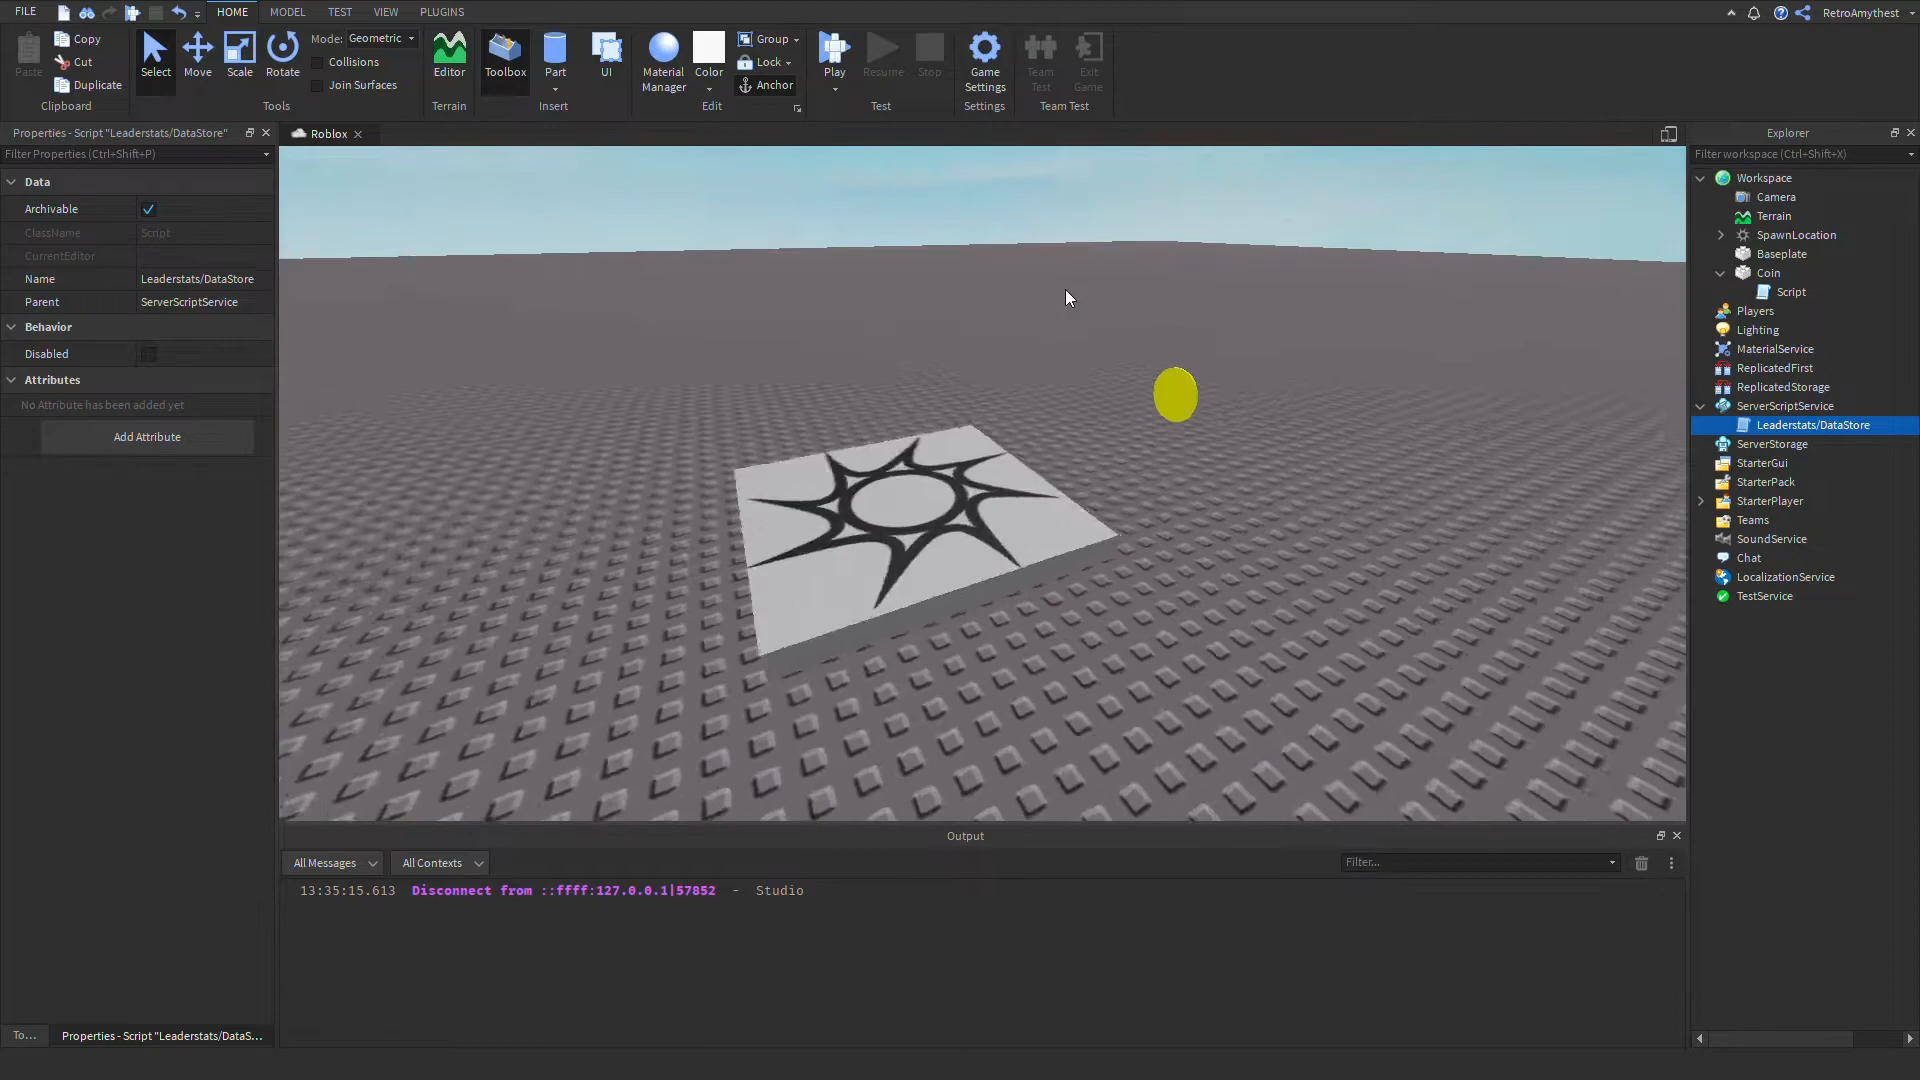 FILE
HOME
MODEL
TEST
VIEW
PLUGINS
RetroAmythest
Paste
Copy
Cut
Duplicate
Clipboard
Select
Move
Scale
Rotate
Mode: Geometric
Collisions
Join Surfaces
Tools
Editor
Terrain
Toolbox
Part
UI
Insert
Material Manager
Color
Group
Lock
Anchor
Edit
Play
Resume
Stop
Test
Game Settings
Settings
Team Test
Exit Game
Team Test
Properties - Script "Leaderstats/DataStore"
Filter Properties (Ctrl+Shift+P)
Data
Archivable
ClassName Script
CurrentEditor
Name Leaderstats/DataStore
Parent ServerScriptService
Behavior
Disabled
Attributes
No Attribute has been added yet
Add Attribute
To...
Properties - Script "Leaderstats/DataS...
Roblox
Output
All Messages
All Contexts
Filter...
13:35:15.613 Disconnect from ::ffff:127.0.0.1|57852 - Studio
Explorer
Filter workspace (Ctrl+Shift+X)
Workspace
Camera
Terrain
SpawnLocation
Baseplate
Coin
Script
Players
Lighting
MaterialService
ReplicatedFirst
ReplicatedStorage
ServerScriptService
Leaderstats/DataStore
ServerStorage
StarterGui
StarterPack
StarterPlayer
Teams
SoundService
Chat
LocalizationService
TestService